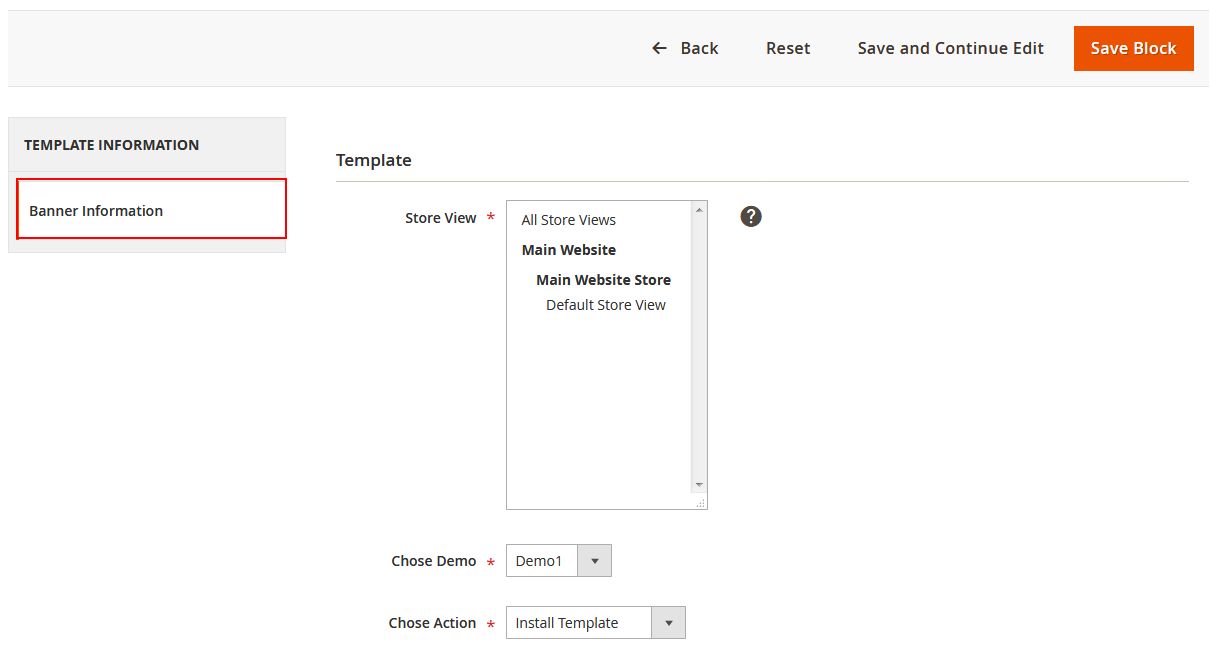 Back Reset Save and Continue Edit Save Block
TEMPLATE INFORMATION
Banner Information
Template
Store View *
All Store Views
Main Website
Main Website Store
Default Store View
?
Chose Demo * Demo1
Chose Action * Install Template